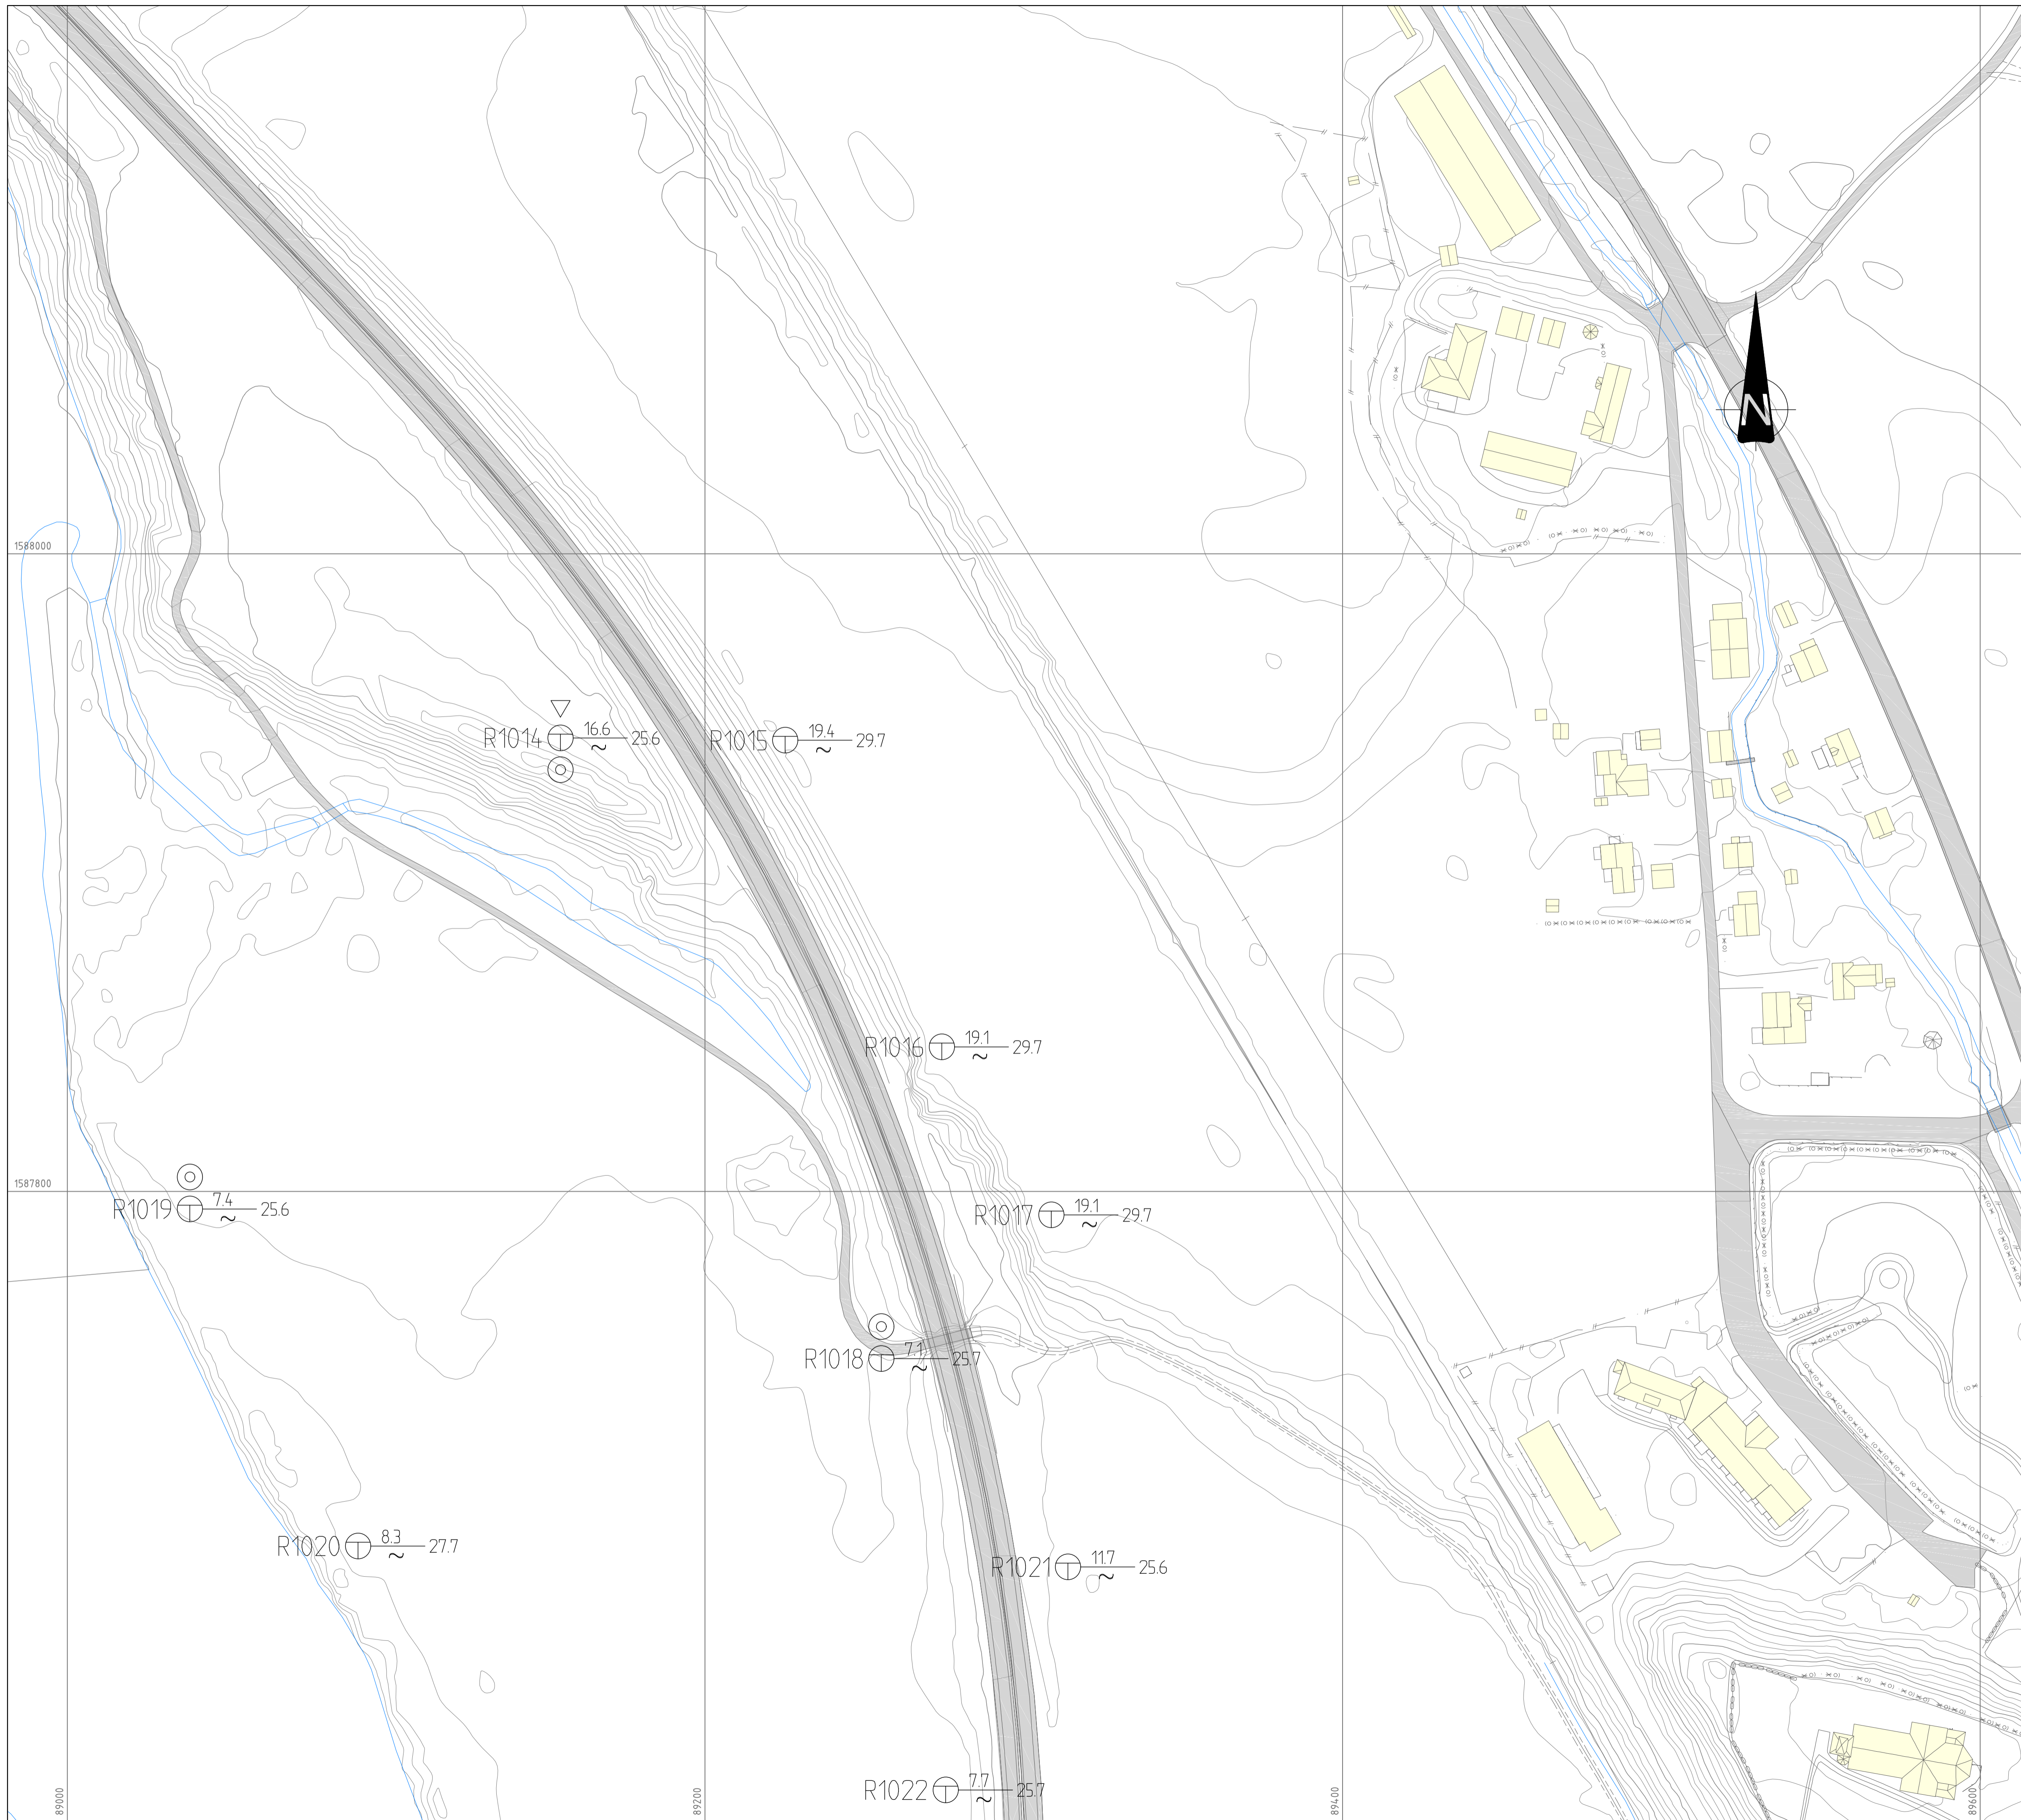 N
1588000
R1014 16.6 ~ 25.6
R1015 19.4 ~ 29.7
R1016 19.1 ~ 29.7
1587800
R1019 7.4 ~ 25.6
R1017 19.1 ~ 29.7
R1018 7.1 ~ 25.7
R1020 8.3 ~ 27.7
R1021 11.7 ~ 25.6
R1022 7.7 ~ 25.7
89000
89200
89400
89600